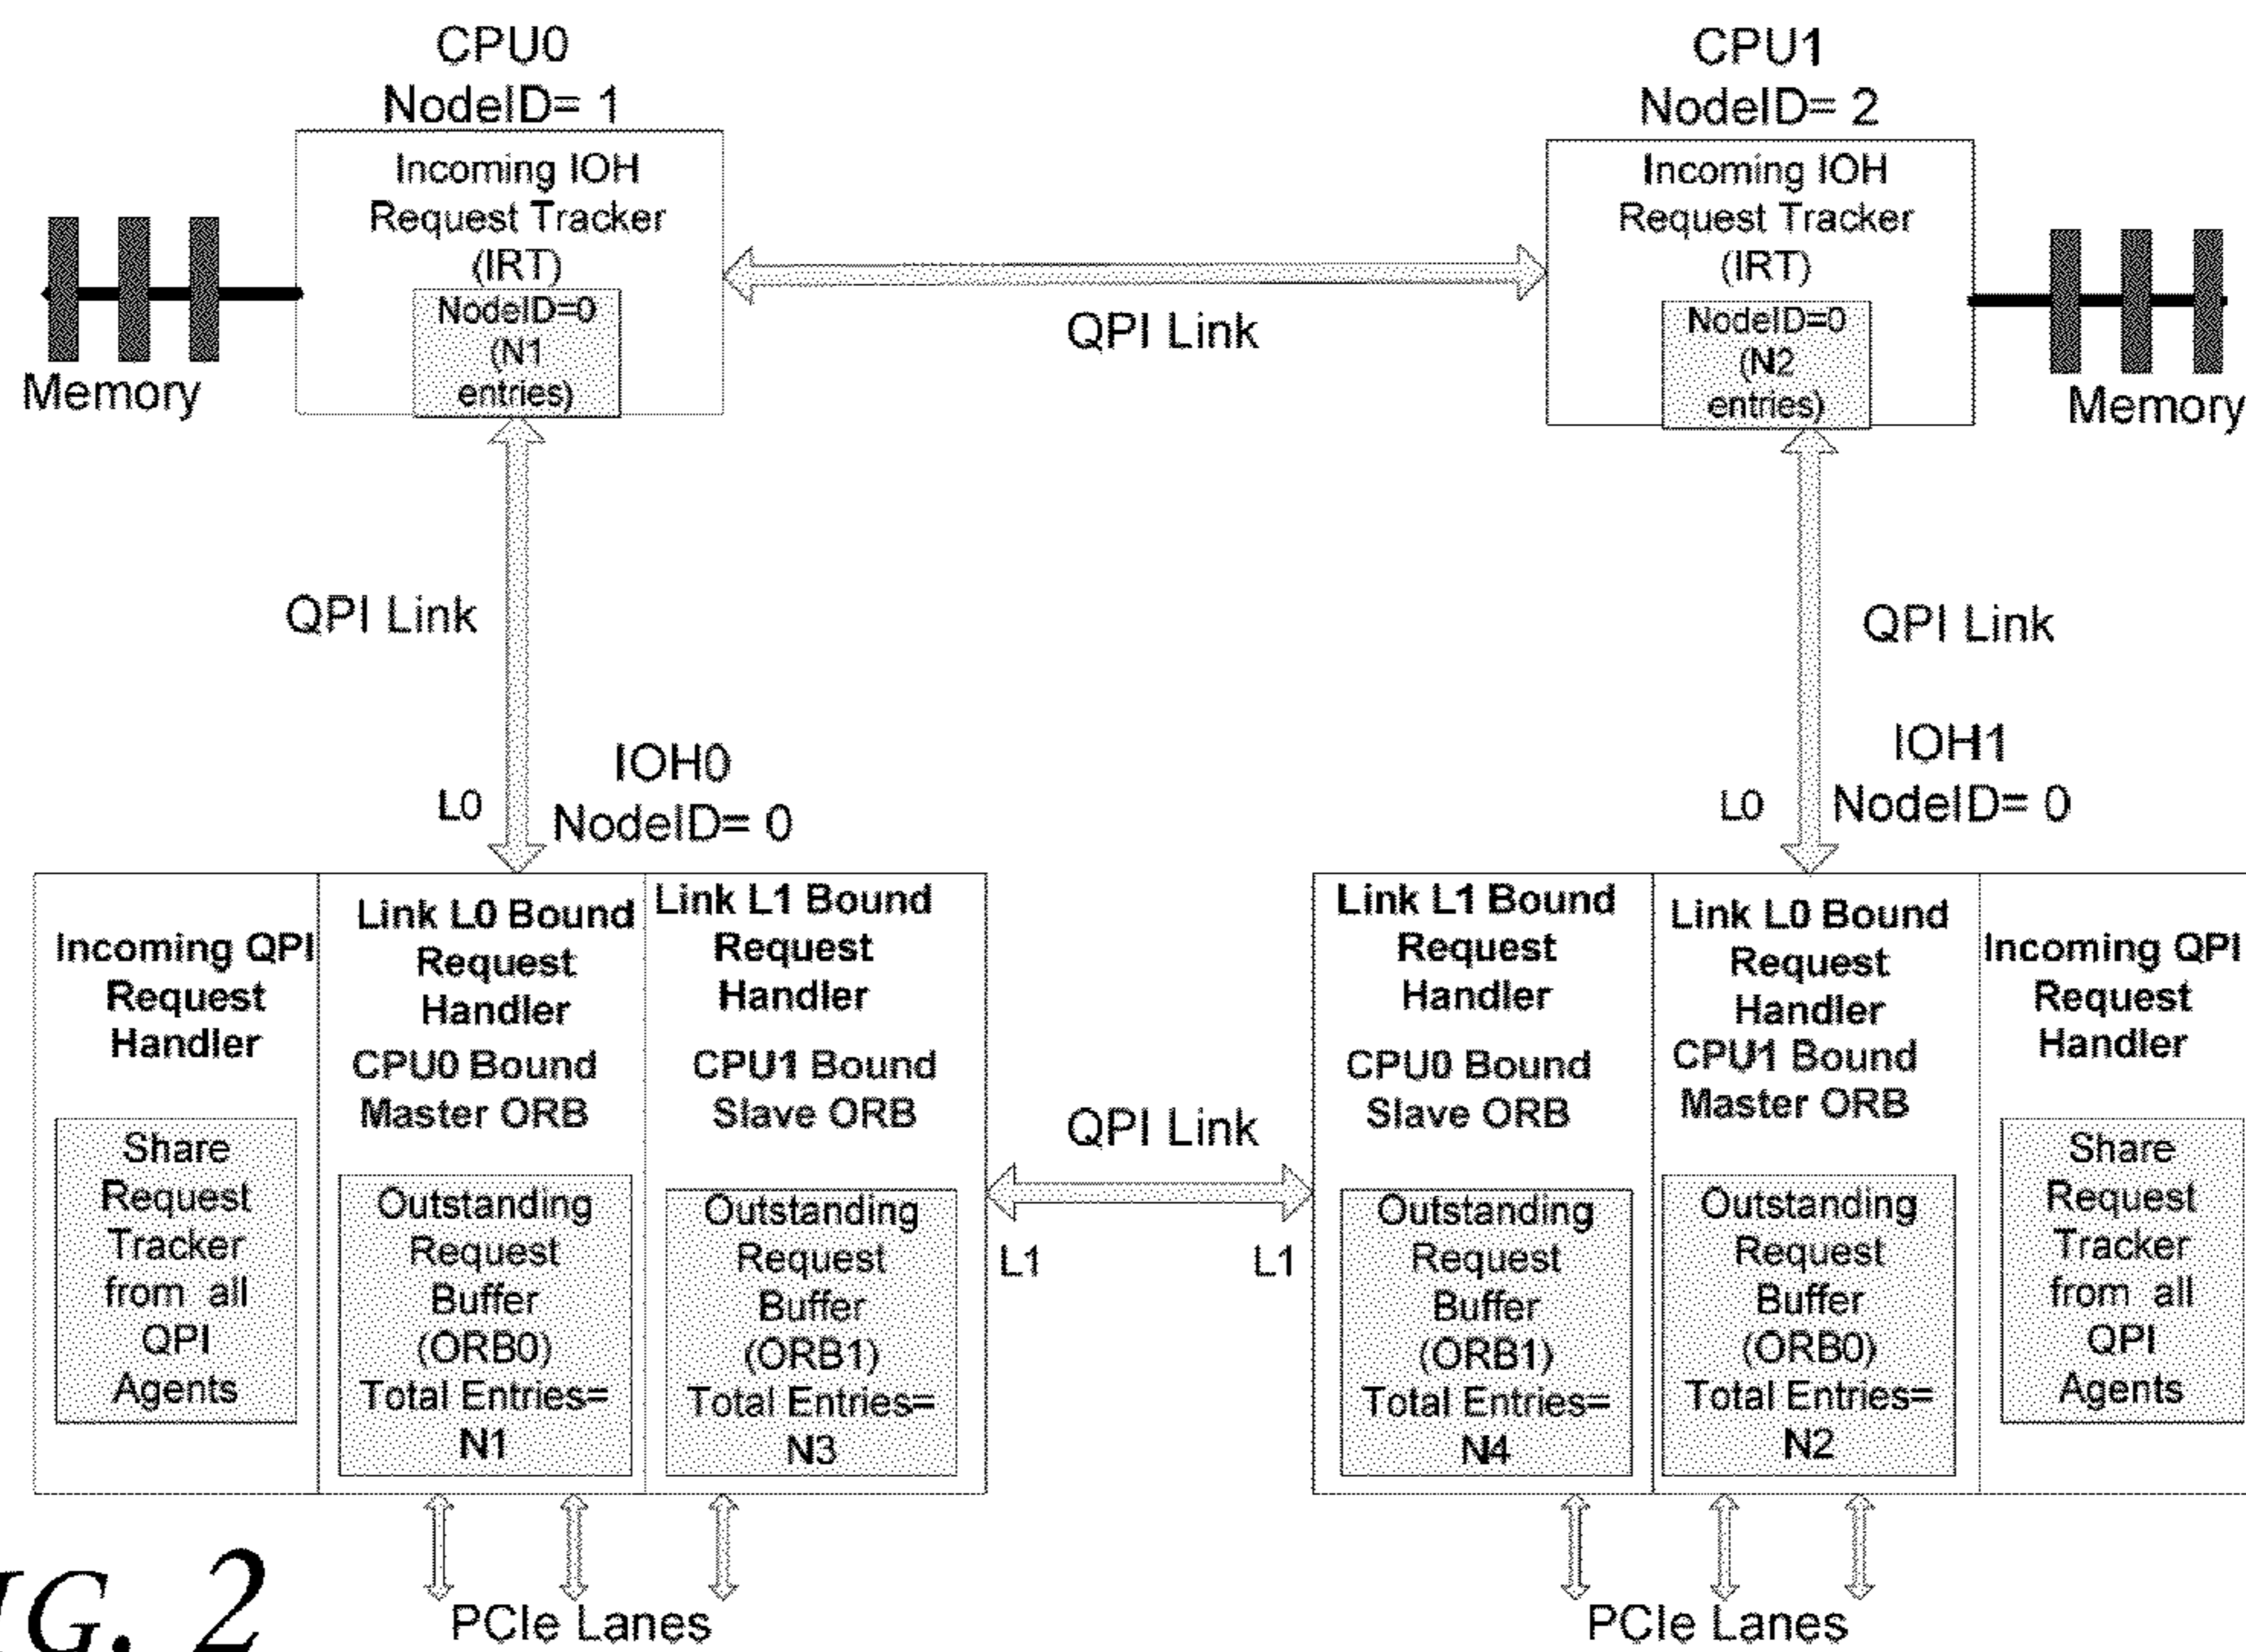 CPU0
NodeID= 1
Incoming IOH
Request Tracker
(IRT)
NodeID=0
(N1
entries)
Memory
QPI Link
CPU1
NodeID= 2
Incoming IOH
Request Tracker
(IRT)
NodeID=0
(N2
entries)
Memory
QPI Link
QPI Link
IOH0
L0
NodeID= 0
IOH1
L0
NodeID= 0
Incoming QPI
Request
Handler
Share
Request
Tracker
from all
QPI
Agents
Link L0 Bound
Request
Handler
CPU0 Bound
Master ORB
Outstanding
Request
Buffer
(ORB0)
Total Entries=
N1
Link L1 Bound
Request
Handler
CPU1 Bound
Slave ORB
Outstanding
Request
Buffer
(ORB1)
Total Entries=
N3
QPI Link
L1
L1
Link L1 Bound
Request
Handler
CPU0 Bound
Slave ORB
Outstanding
Request
Buffer
(ORB1)
Total Entries=
N4
Link L0 Bound
Request
Handler
CPU1 Bound
Master ORB
Outstanding
Request
Buffer
(ORB0)
Total Entries=
N2
Incoming QPI
Request
Handler
Share
Request
Tracker
from all
QPI
Agents
PCIe Lanes
PCIe Lanes
IG. 2